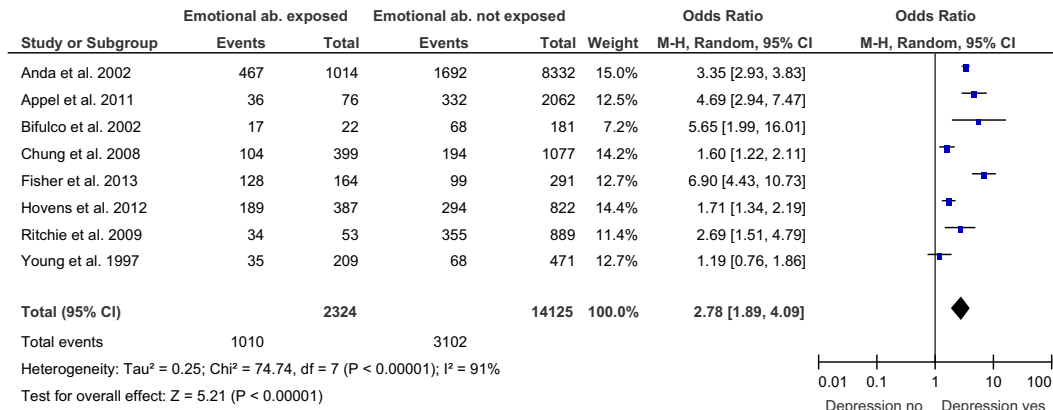 Emotional ab. exposed Emotional ab. not exposed Odds Ratio Odds Ratio
Study or Subgroup Events Total Events Total Weight M-H, Random, 95% CI M-H, Random, 95% CI
Anda et al. 2002 467 1014 1692 8332 15.0% 3.35 [2.93, 3.83]
Appel et al. 2011 36 76 332 2062 12.5% 4.69 [2.94, 7.47]
Bifulco et al. 2002 17 22 68 181 7.2% 5.65 [1.99, 16.01]
Chung et al. 2008 104 399 194 1077 14.2% 1.60 [1.22, 2.11]
Fisher et al. 2013 128 164 99 291 12.7% 6.90 [4.43, 10.73]
Hovens et al. 2012 189 387 294 822 14.4% 1.71 [1.34, 2.19]
Ritchie et al. 2009 34 53 355 889 11.4% 2.69 [1.51, 4.79]
Young et al. 1997 35 209 68 471 12.7% 1.19 [0.76, 1.86]
Total (95% CI) 2324 14125 100.0% 2.78 [1.89, 4.09]
Total events 1010 3102
Heterogeneity: Tau² = 0.25; Chi² = 74.74, df = 7 (P < 0.00001); I² = 91%
Test for overall effect: Z = 5.21 (P < 0.00001)
0.01 0.1 1 10 100
Depression no Depression yes